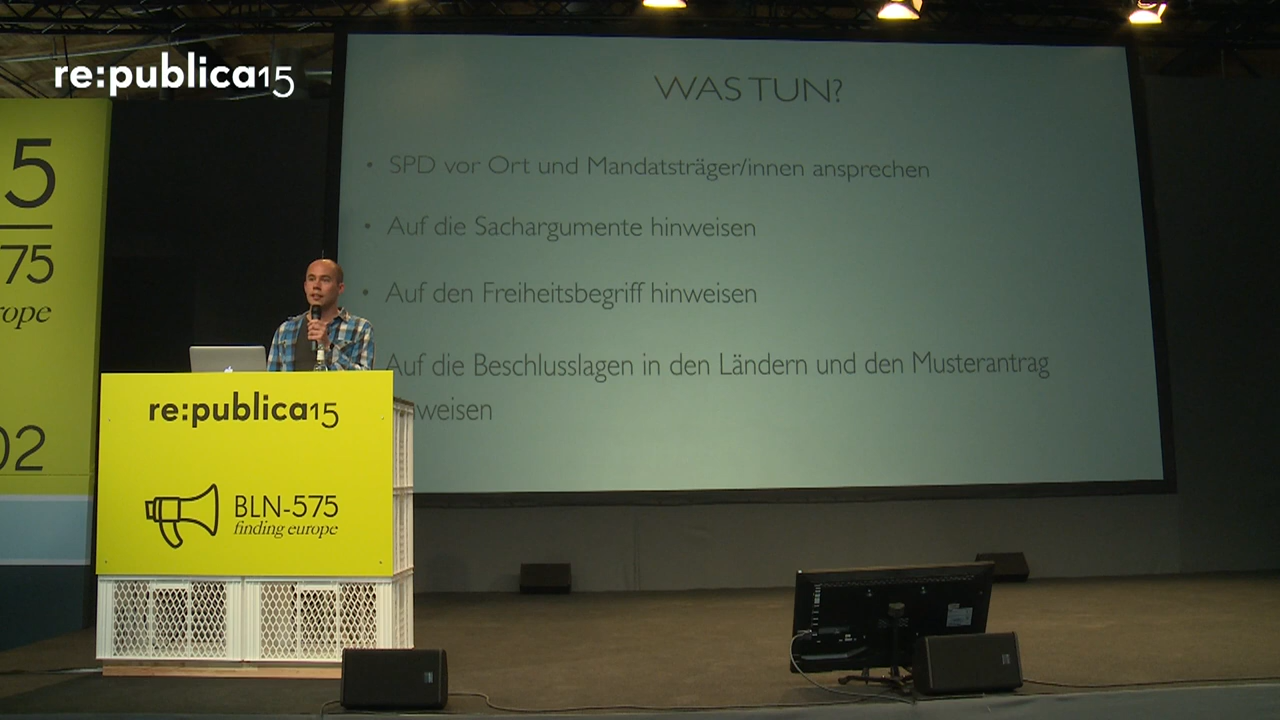 re:publica15
WAS TUN?
• SPD vor Ort und Mandatsträger/innen ansprechen
• Auf die Sachargumente hinweisen
• Auf den Freiheitsbegriff hinweisen
Auf die Beschlusslagen in den Ländern und den Musterantrag
weisen
5
75
rope
02
re:publica15
BLN-575
finding europe